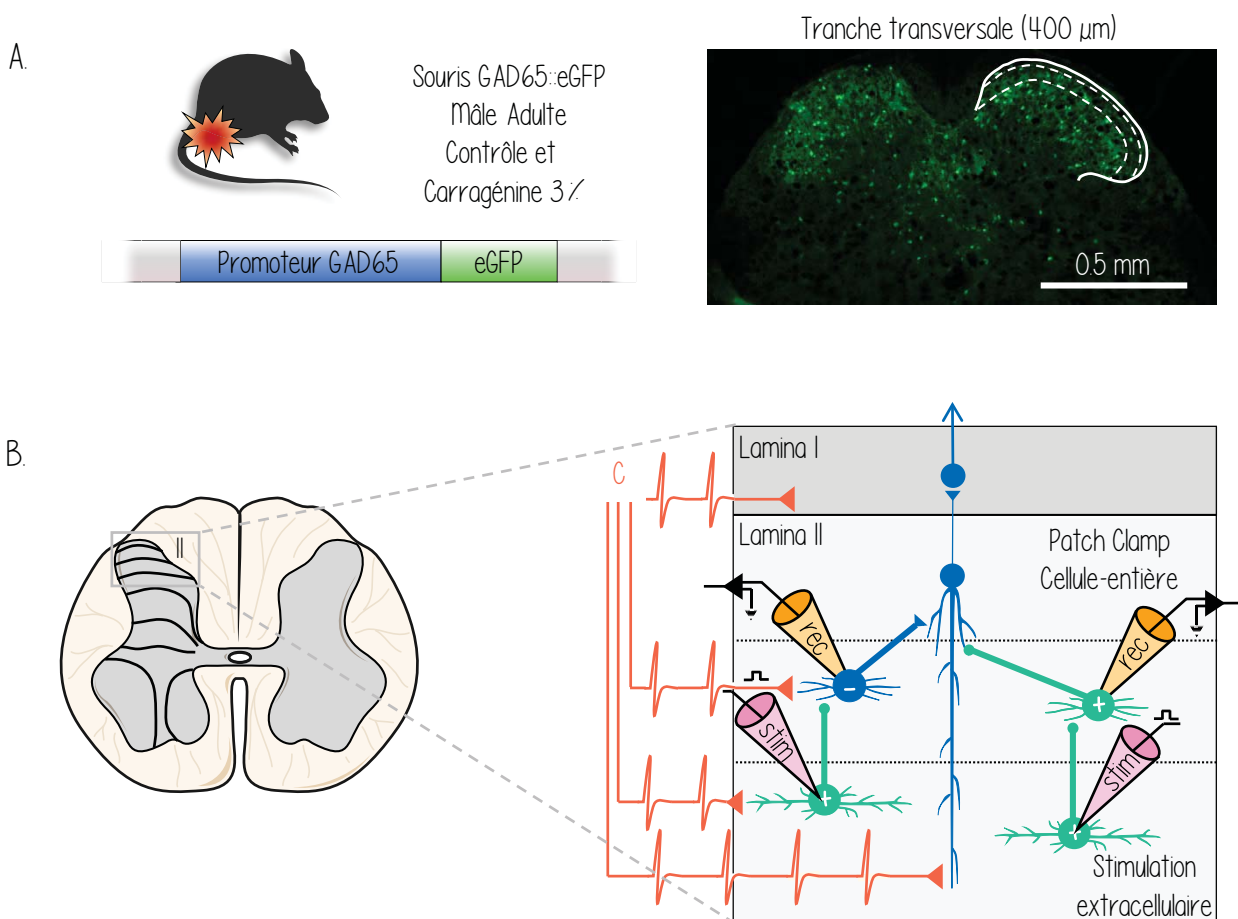 A.
Souris GAD65::eGFP
Mâle Adulte
Contrôle et
Carragénine 3%
Promoteur GAD65
eGFP
Tranche transversale (400 µm)
0.5 mm
B.
II
C
Lamina I
Lamina II
Patch Clamp
Cellule-entière
rec
rec
-
+
stim
stim
+
+
Stimulation
extracellulaire